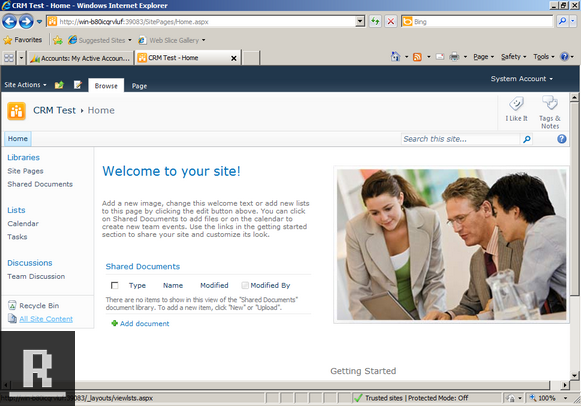 CRM Test - Home - Windows Internet Explorer
http://win-b80icqrvluf:39083/SitePages/Home.aspx
Bing
Favorites
Suggested Sites
Web Slice Gallery
Accounts: My Active Accoun...
CRM Test - Home
Page
Safety
Tools
Site Actions
Browse
Page
System Account
CRM Test
Home
I Like It
Tags & Notes
Home
Search this site...
Libraries
Site Pages
Shared Documents
Lists
Calendar
Tasks
Discussions
Team Discussion
Recycle Bin
All Site Content
Welcome to your site!
Add a new image, change this welcome text or add new lists
to this page by clicking the edit button above. You can click
on Shared Documents to add files or on the calendar to
create new team events. Use the links in the getting started
section to share your site and customize its look.
Shared Documents
Type Name Modified Modified By
There are no items to show in this view of the "Shared Documents"
document library. To add a new item, click "New" or "Upload".
Add document
Getting Started
R
39083/_layouts/viewlsts.aspx
Trusted sites | Protected Mode: Off
100%